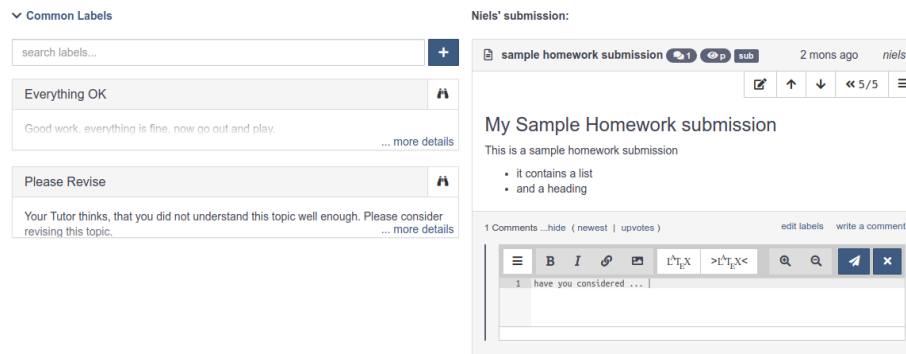 Common Labels
search labels...
+
Everything OK
Good work, everything is fine, now go out and play.
... more details
Please Revise
Your Tutor thinks, that you did not understand this topic well enough. Please consider
revising this topic.
... more details
Niels' submission:
sample homework submission 1 p sub 2 mons ago niels
5/5
My Sample Homework submission
This is a sample homework submission
• it contains a list
• and a heading
1 Comments ...hide ( newest | upvotes ) edit labels write a comment
B I LATEX >LATEX<
1 have you considered ...